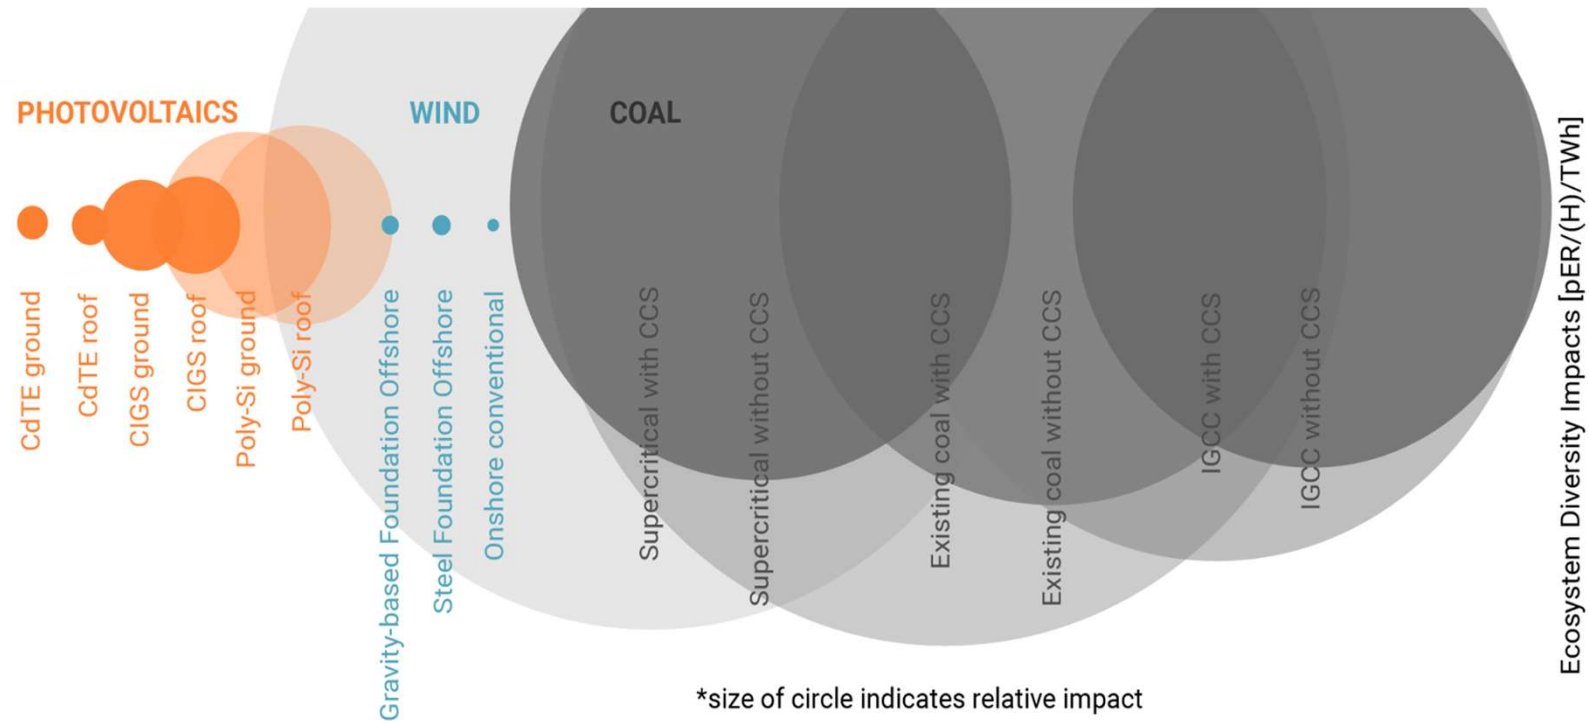 PHOTOVOLTAICS
WIND
COAL
CdTE ground
CdTE roof
CIGS ground
CIGS roof
Poly-Si ground
Poly-Si roof
Gravity-based Foundation Offshore
Steel Foundation Offshore
Onshore conventional
Supercritical with CCS
Supercritical without CCS
Existing coal with CCS
Existing coal without CCS
IGCC with CCS
IGCC without CCS
Ecosystem Diversity Impacts [pER/(H)/TWh]
*size of circle indicates relative impact